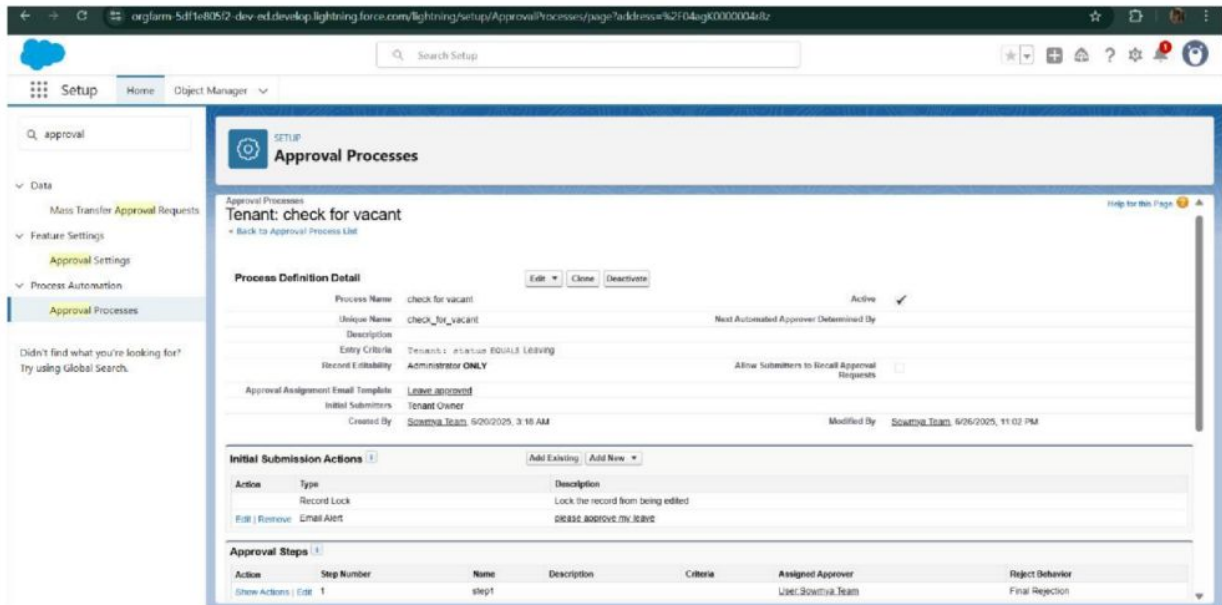 orgfarm-5df1e805f2-dev-ed.develop.lightning.force.com/lightning/setup/ApprovalProcesses/page?address=%2F04agK0000004r8z
Search Setup
Setup Home Object Manager
approval
Data
Mass Transfer Approval Requests
Feature Settings
Approval Settings
Process Automation
Approval Processes
Didn't find what you're looking for?
Try using Global Search.
SETUP
Approval Processes
Approval Processes
Tenant: check for vacant
« Back to Approval Process List
Help for this Page
Process Definition Detail Edit Clone Deactivate
Process Name check for vacant Active
Unique Name check_for_vacant Next Automated Approver Determined By
Description
Entry Criteria Tenant: status EQUALS Leaving
Record Editability Administrator ONLY Allow Submitters to Recall Approval Requests
Approval Assignment Email Template Leave approved
Initial Submitters Tenant Owner
Created By Sowmya Team, 6/20/2025, 3:18 AM Modified By Sowmya Team, 6/26/2025, 11:02 PM
Initial Submission Actions Add Existing Add New
Action Type Description
Record Lock Lock the record from being edited
Edit | Remove Email Alert please approve my leave
Approval Steps
Action Step Number Name Description Criteria Assigned Approver Reject Behavior
Show Actions | Edit 1 step1 User:Sowmya Team Final Rejection